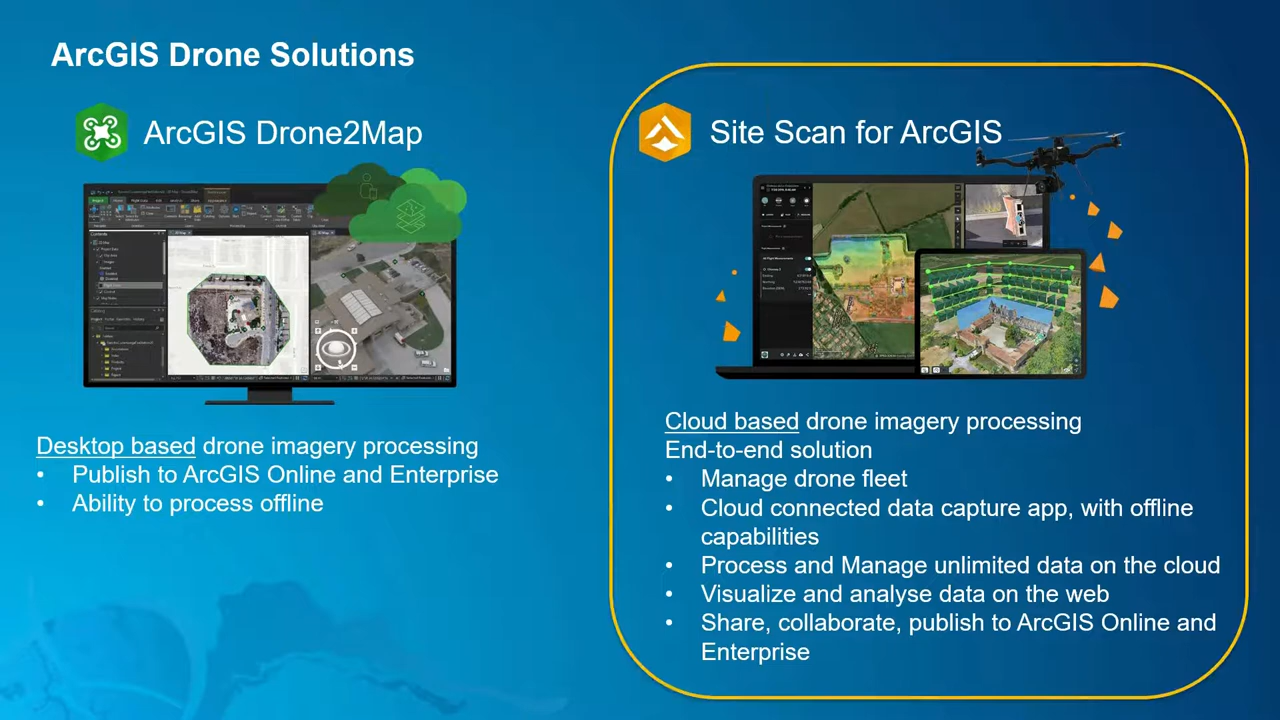 ArcGIS Drone Solutions
ArcGIS Drone2Map
Desktop based drone imagery processing
• Publish to ArcGIS Online and Enterprise
• Ability to process offline
Site Scan for ArcGIS
Cloud based drone imagery processing
End-to-end solution
• Manage drone fleet
• Cloud connected data capture app, with offline
capabilities
• Process and Manage unlimited data on the cloud
• Visualize and analyse data on the web
• Share, collaborate, publish to ArcGIS Online and
Enterprise